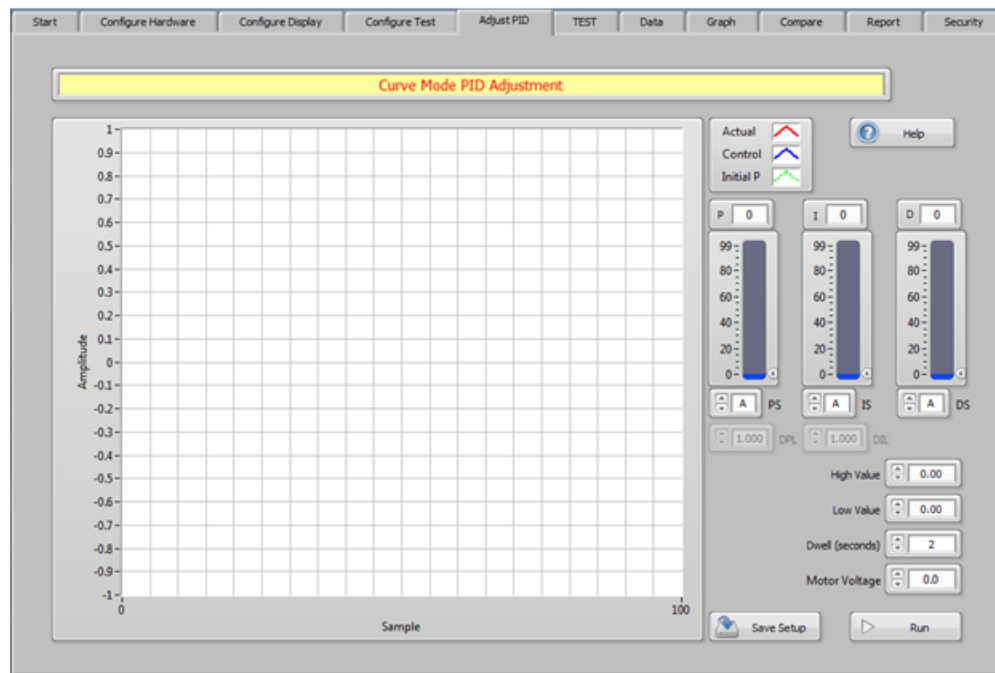 Start Configure Hardware Configure Display Configure Test Adjust PID TEST Data Graph Compare Report Security
Curve Mode PID Adjustment
Actual
Control
Initial P
Help
P 0 I 0 D 0
99 99 99
80 80 80
60 60 60
40 40 40
20 20 20
0 0 0
A PS A IS A DS
1.000 DPL 1.000 DIL
High Value 0.00
Low Value 0.00
Dwell (seconds) 2
Motor Voltage 0.0
Save Setup Run
Amplitude
1
0.9
0.8
0.7
0.6
0.5
0.4
0.3
0.2
0.1
0
-0.1
-0.2
-0.3
-0.4
-0.5
-0.6
-0.7
-0.8
-0.9
-1
0 100
Sample